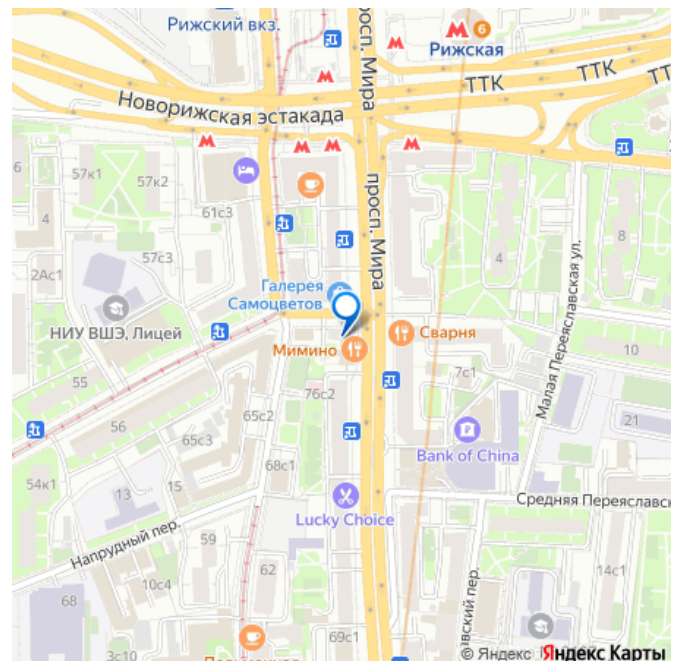 Рижский вкз.
6
Рижская
просп. Мира
ТТК
ТТК
Новорижская эстакада
6
57к1
57к2
61с3
4
57с3
2Ас1
просп. Мира
8
4
Малая Переяславская ул.
Галерея
Самоцветов
НИУ ВШЭ, Лицей
Мимино
Сварня
10
7с1
55
76с2
65с2
56
65с3
21
Bank of China
68с1
54к1
13
15
Lucky Choice
Средняя Переяславск
Напрудный пер.
59
62
10с4
14с1
68
69с1
3с10
© Яндекс
Яндекс Карты